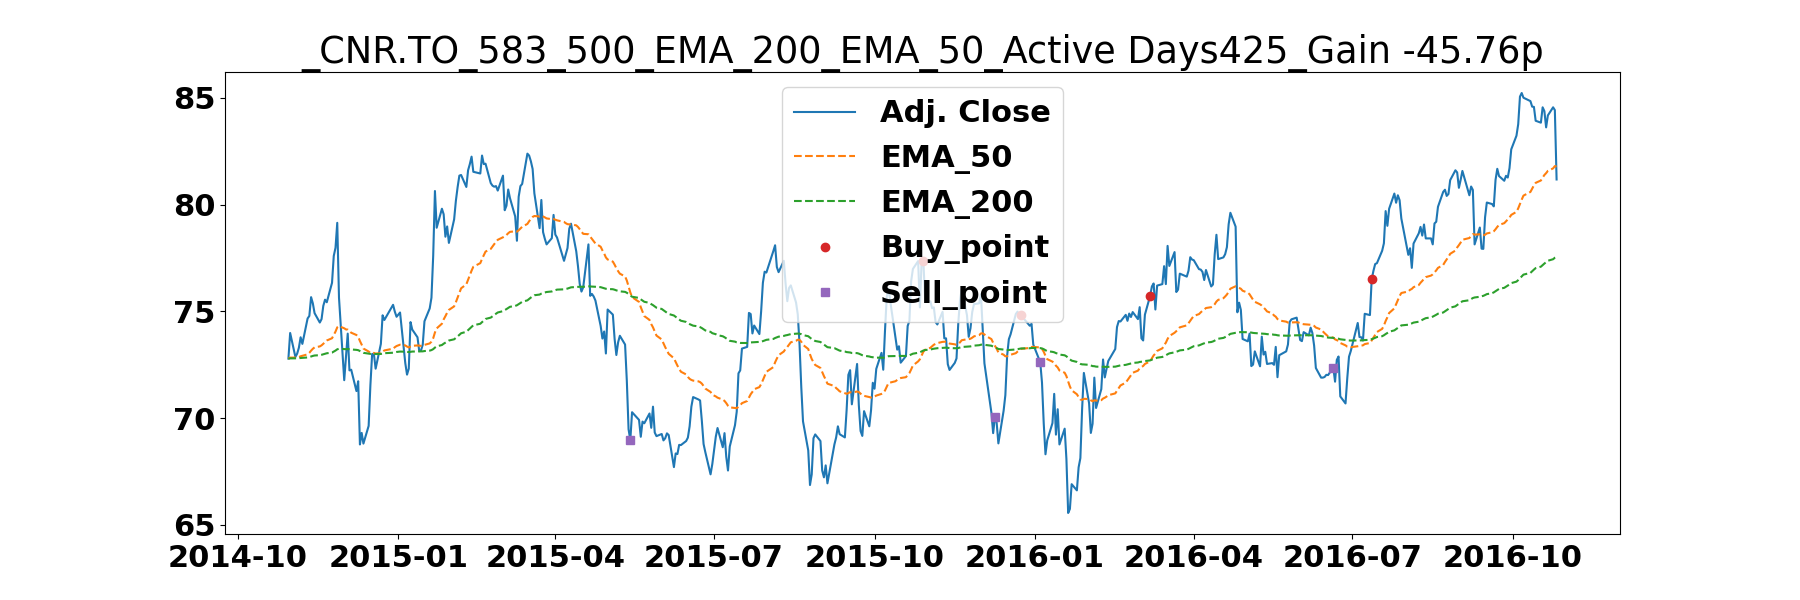 _CNR.TO_583_500_EMA_200_EMA_50_Active Days425_Gain -45.76p
85
80
75
70
65
Adj. Close
EMA_50
EMA_200
Buy_point
Sell_point
2014-10 2015-01 2015-04 2015-07 2015-10 2016-01 2016-04 2016-07 2016-10